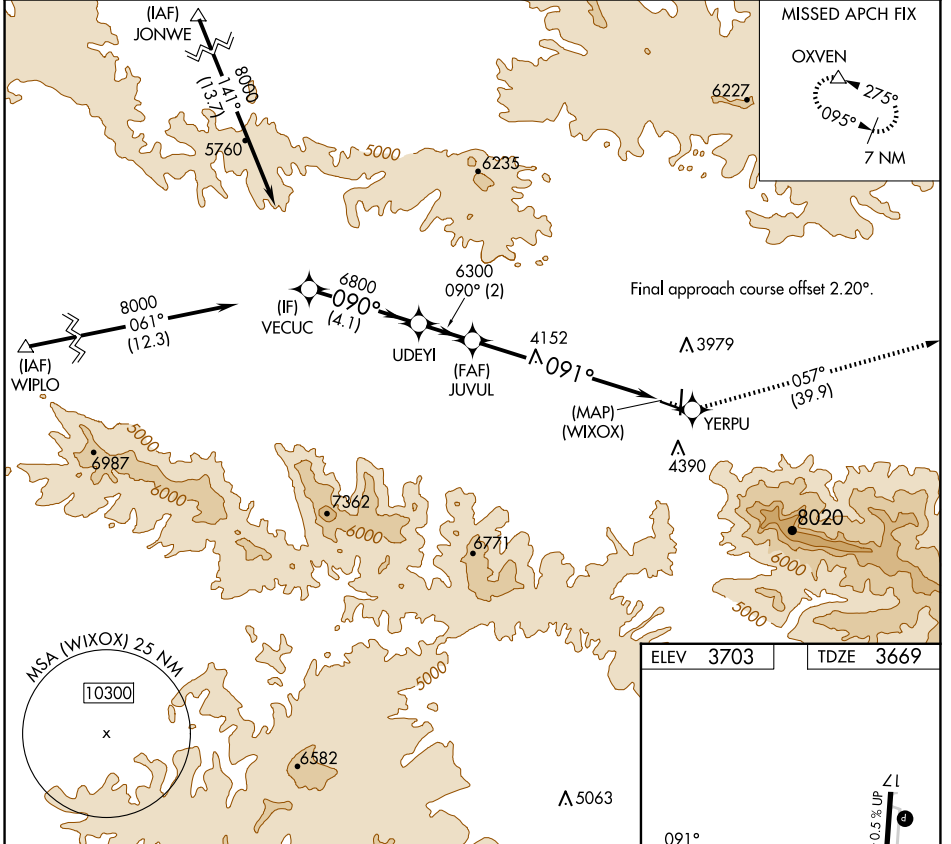 (IAF)
JONWE
8000
141°
(13.7)
5760
5000
6235
6227
MISSED APCH FIX
OXVEN
275°
095°
7 NM
8000
061°
(12.3)
(IAF)
WIPLO
(IF)
VECUC
6800
090°
(4.1)
UDEYI
6300
090° (2)
(FAF)
JUVUL
4152
091°
Final approach course offset 2.20°.
3979
(MAP)
(WIXOX)
YERPU
057°
(39.9)
4390
5000
6987
6000
7362
6000
6771
8020
6000
5000
MSA (WIXOX) 25 NM
10300
x
5000
6582
5063
ELEV 3703
TDZE 3669
091°
17
0.5% UP
P